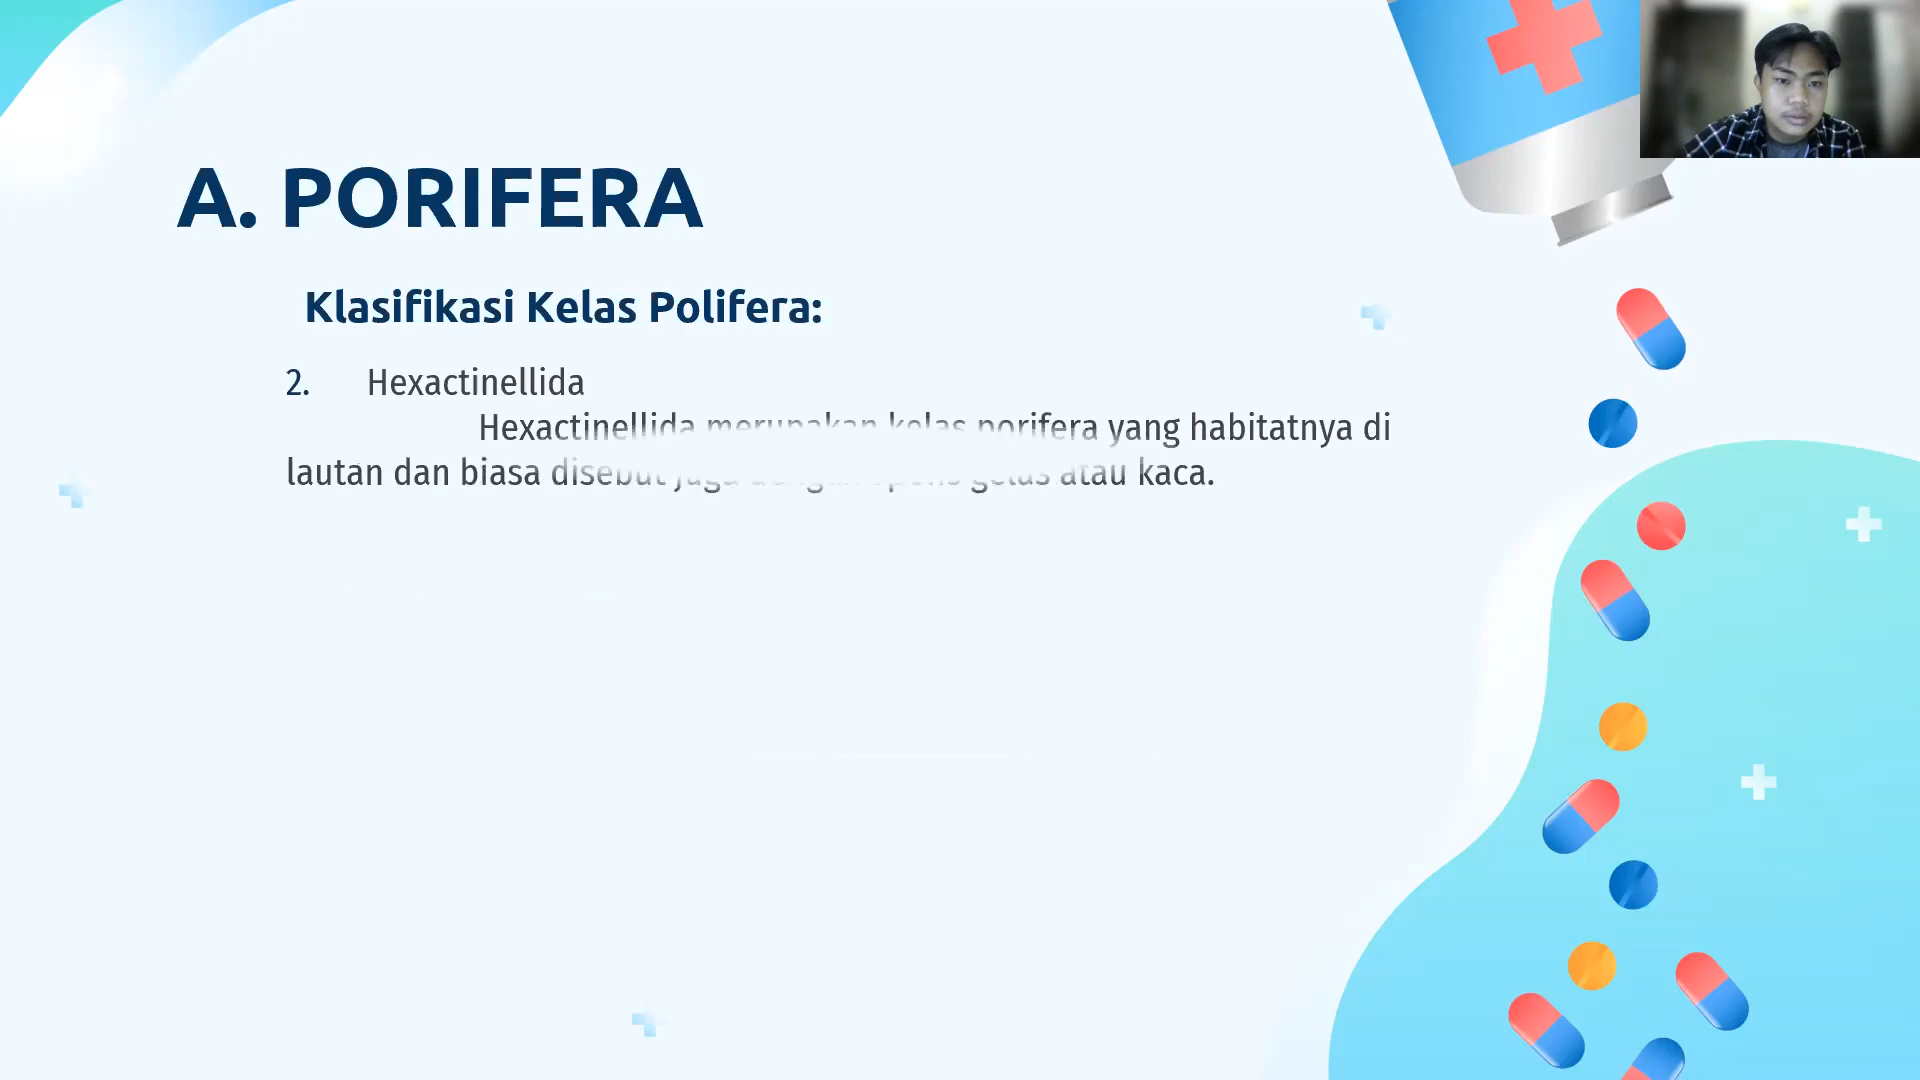 A. PORIFERA
Klasifikasi Kelas Polifera:
2. Hexactinellida
Hexactinellida merupakan kelas porifera yang habitatnya di
lautan dan biasa disebut juga dengan spons gelas atau kaca.